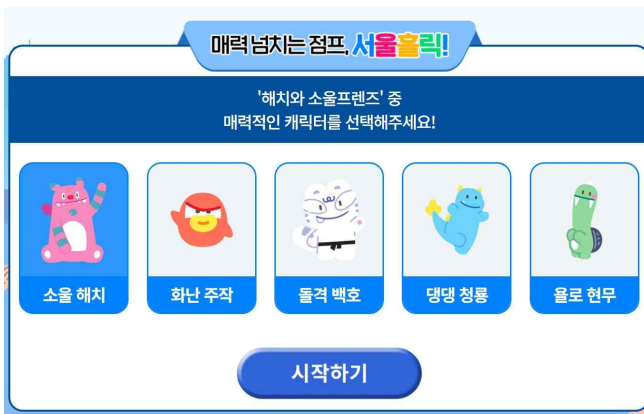 매력 넘치는 점프, 서울홀릭!
'해치와 소울프렌즈' 중
매력적인 캐릭터를 선택해주세요!
소울 해치
화난 주작
돌격 백호
댕댕 청룡
욜로 현무
시작하기